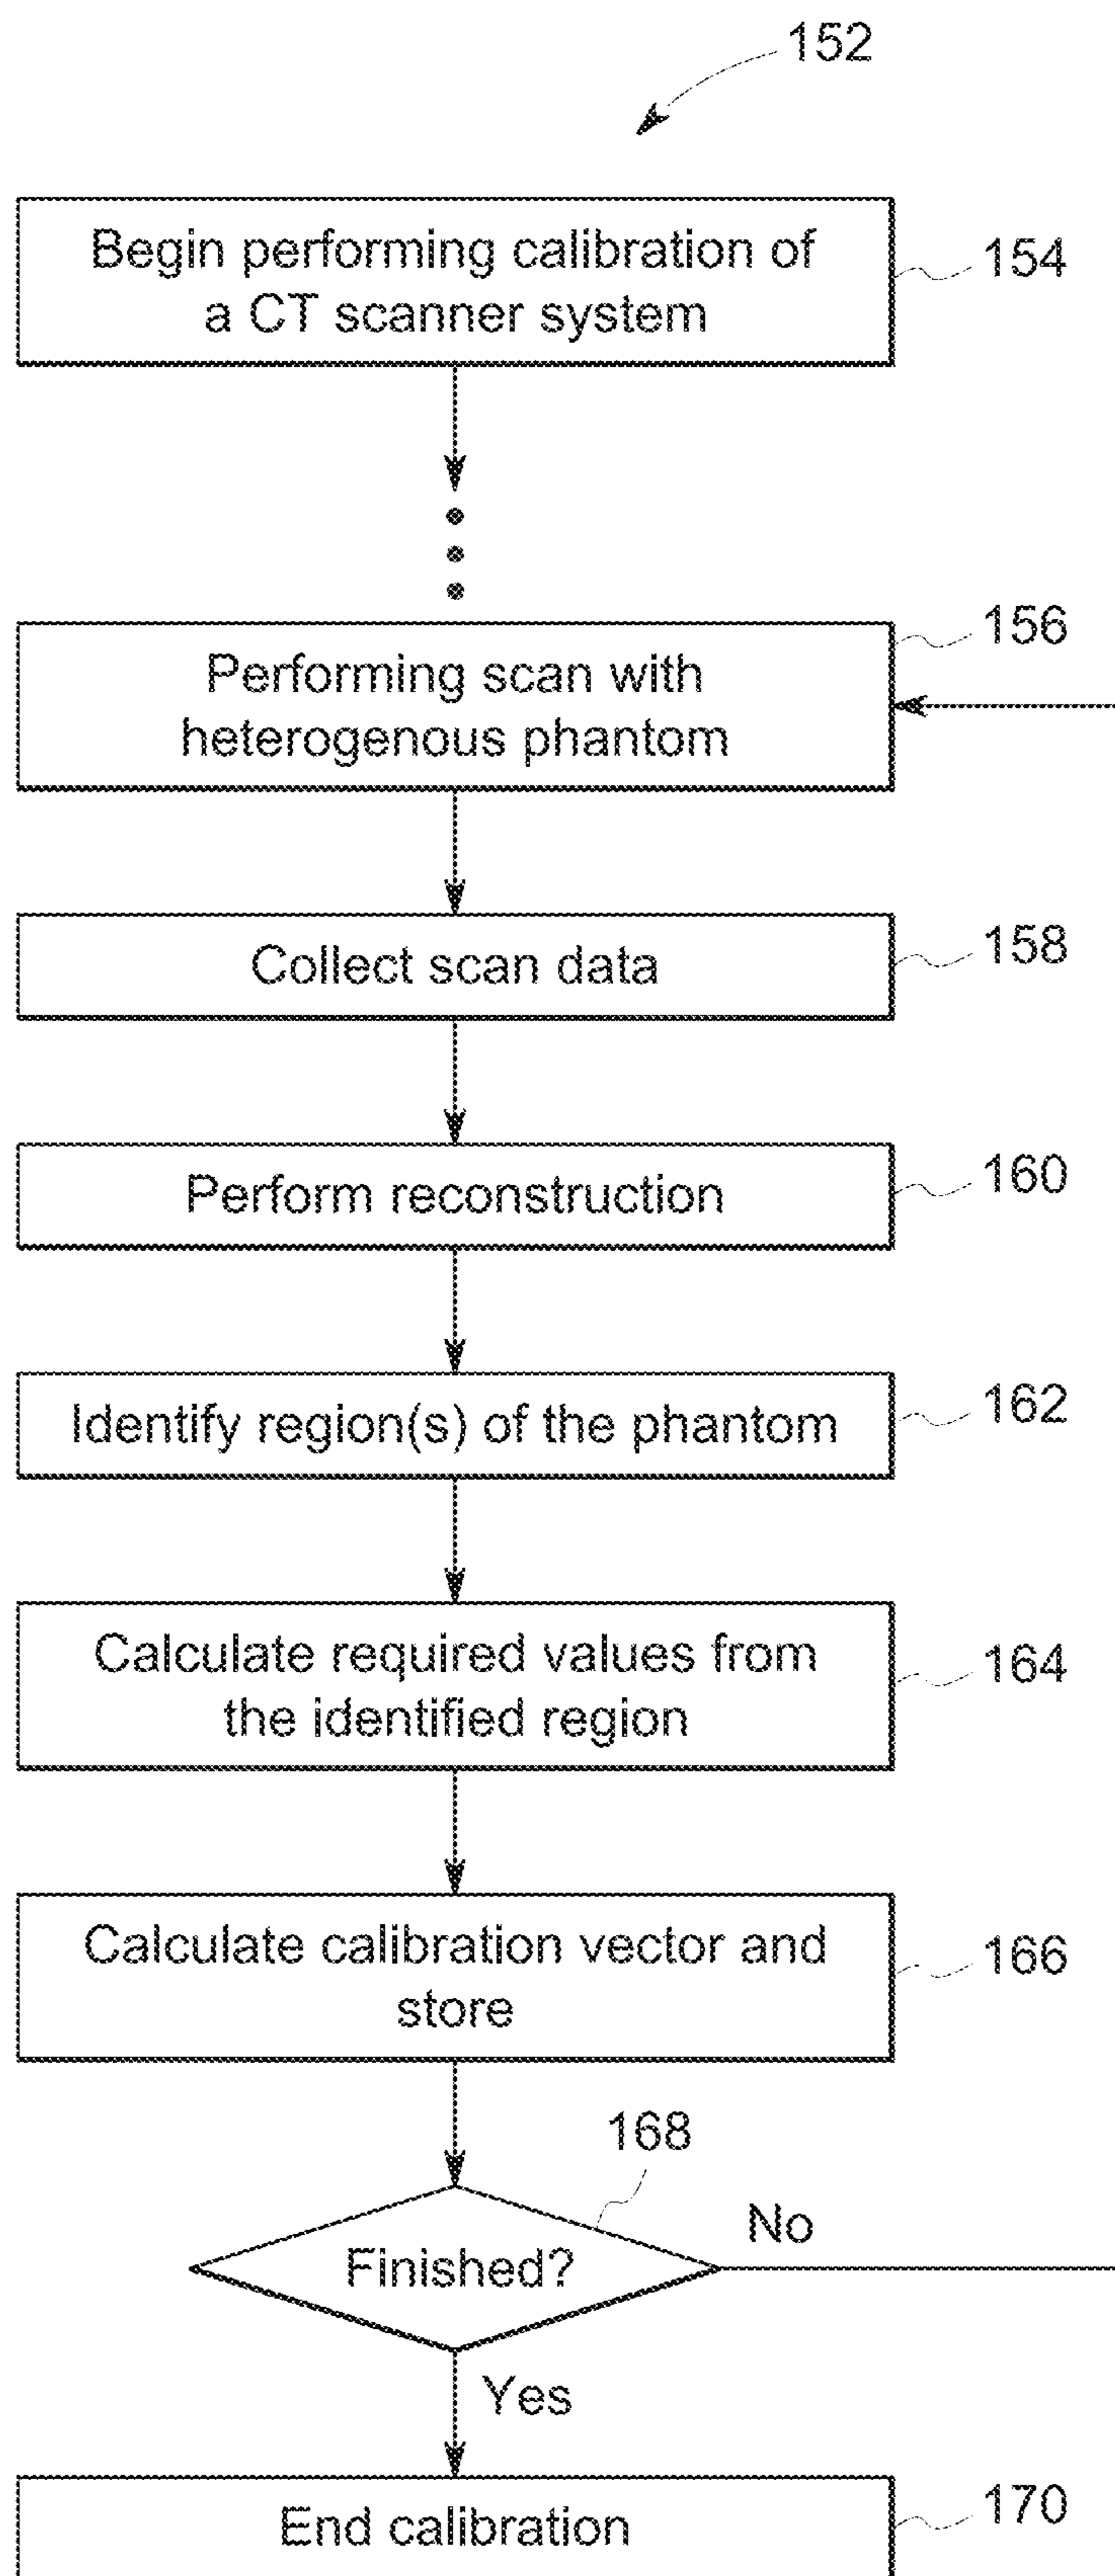 152
Begin performing calibration of
a CT scanner system
154
156
Performing scan with
heterogenous phantom
Collect scan data
158
Perform reconstruction
160
Identify region(s) of the phantom
162
Calculate required values from
the identified region
164
Calculate calibration vector and
store
166
168
Finished?
No
Yes
End calibration
170